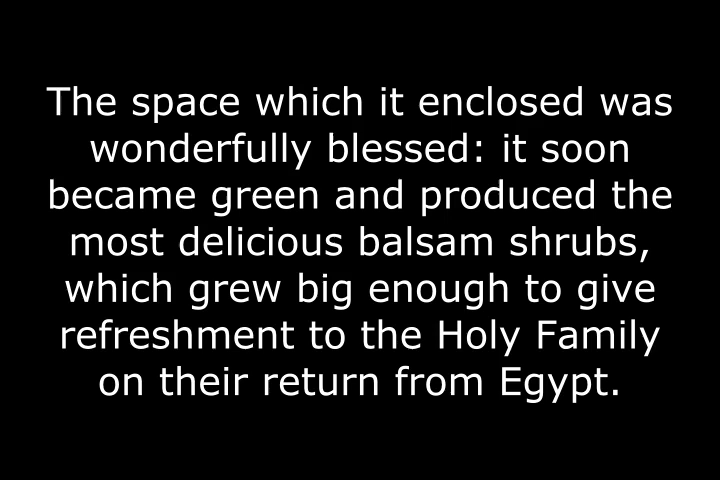 The space which it enclosed was
wonderfully blessed: it soon
became green and produced the
most delicious balsam shrubs,
which grew big enough to give
refreshment to the Holy Family
on their return from Egypt.